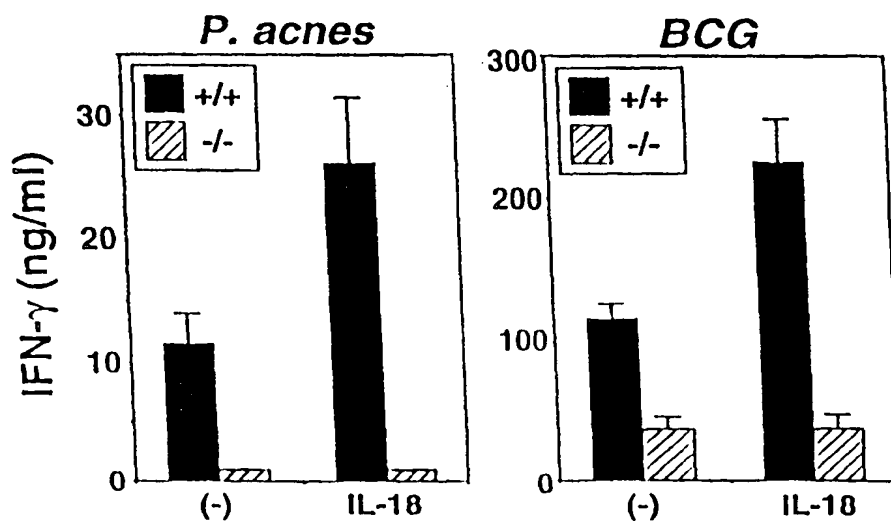 P. acnes
+/+
-/-
30
20
10
0
IFN-γ (ng/ml)
(-)
IL-18
BCG
+/+
-/-
300
200
100
0
(-)
IL-18